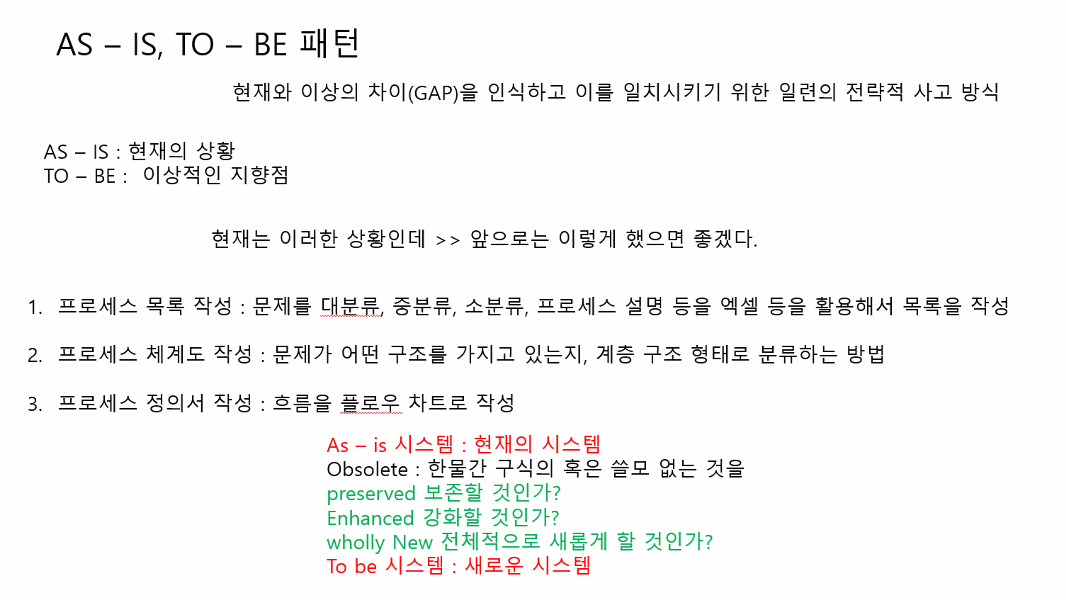 AS – IS, TO – BE 패턴
현재와 이상의 차이(GAP)을 인식하고 이를 일치시키기 위한 일련의 전략적 사고 방식
AS – IS : 현재의 상황
TO – BE :  이상적인 지향점
현재는 이러한 상황인데 >> 앞으로는 이렇게 했으면 좋겠다.
1. 프로세스 목록 작성 : 문제를 대분류, 중분류, 소분류, 프로세스 설명 등을 엑셀 등을 활용해서 목록을 작성
2. 프로세스 체계도 작성 : 문제가 어떤 구조를 가지고 있는지, 계층 구조 형태로 분류하는 방법
3. 프로세스 정의서 작성 : 흐름을 플로우 차트로 작성
As – is 시스템 : 현재의 시스템
Obsolete : 한물간 구식의 혹은 쓸모 없는 것을
preserved 보존할 것인가?
Enhanced 강화할 것인가?
wholly New 전체적으로 새롭게 할 것인가?
To be 시스템 : 새로운 시스템